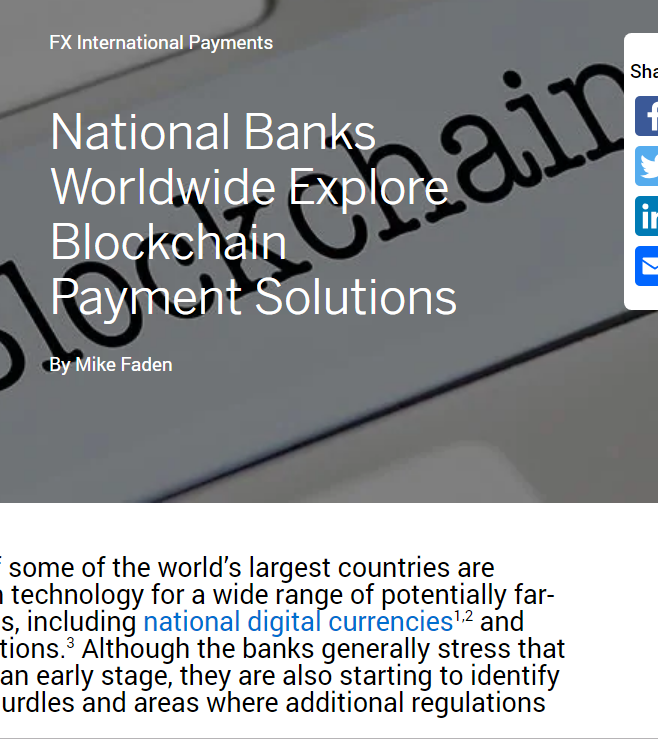 FX International Payments
Sha
National Banks
Worldwide Explore
Blockchain
Payment Solutions
By Mike Faden
lockchain
f some of the world’s largest countries are
n technology for a wide range of potentially far-
s, including national digital currencies1,2 and
tions.3 Although the banks generally stress that
an early stage, they are also starting to identify
urdles and areas where additional regulations